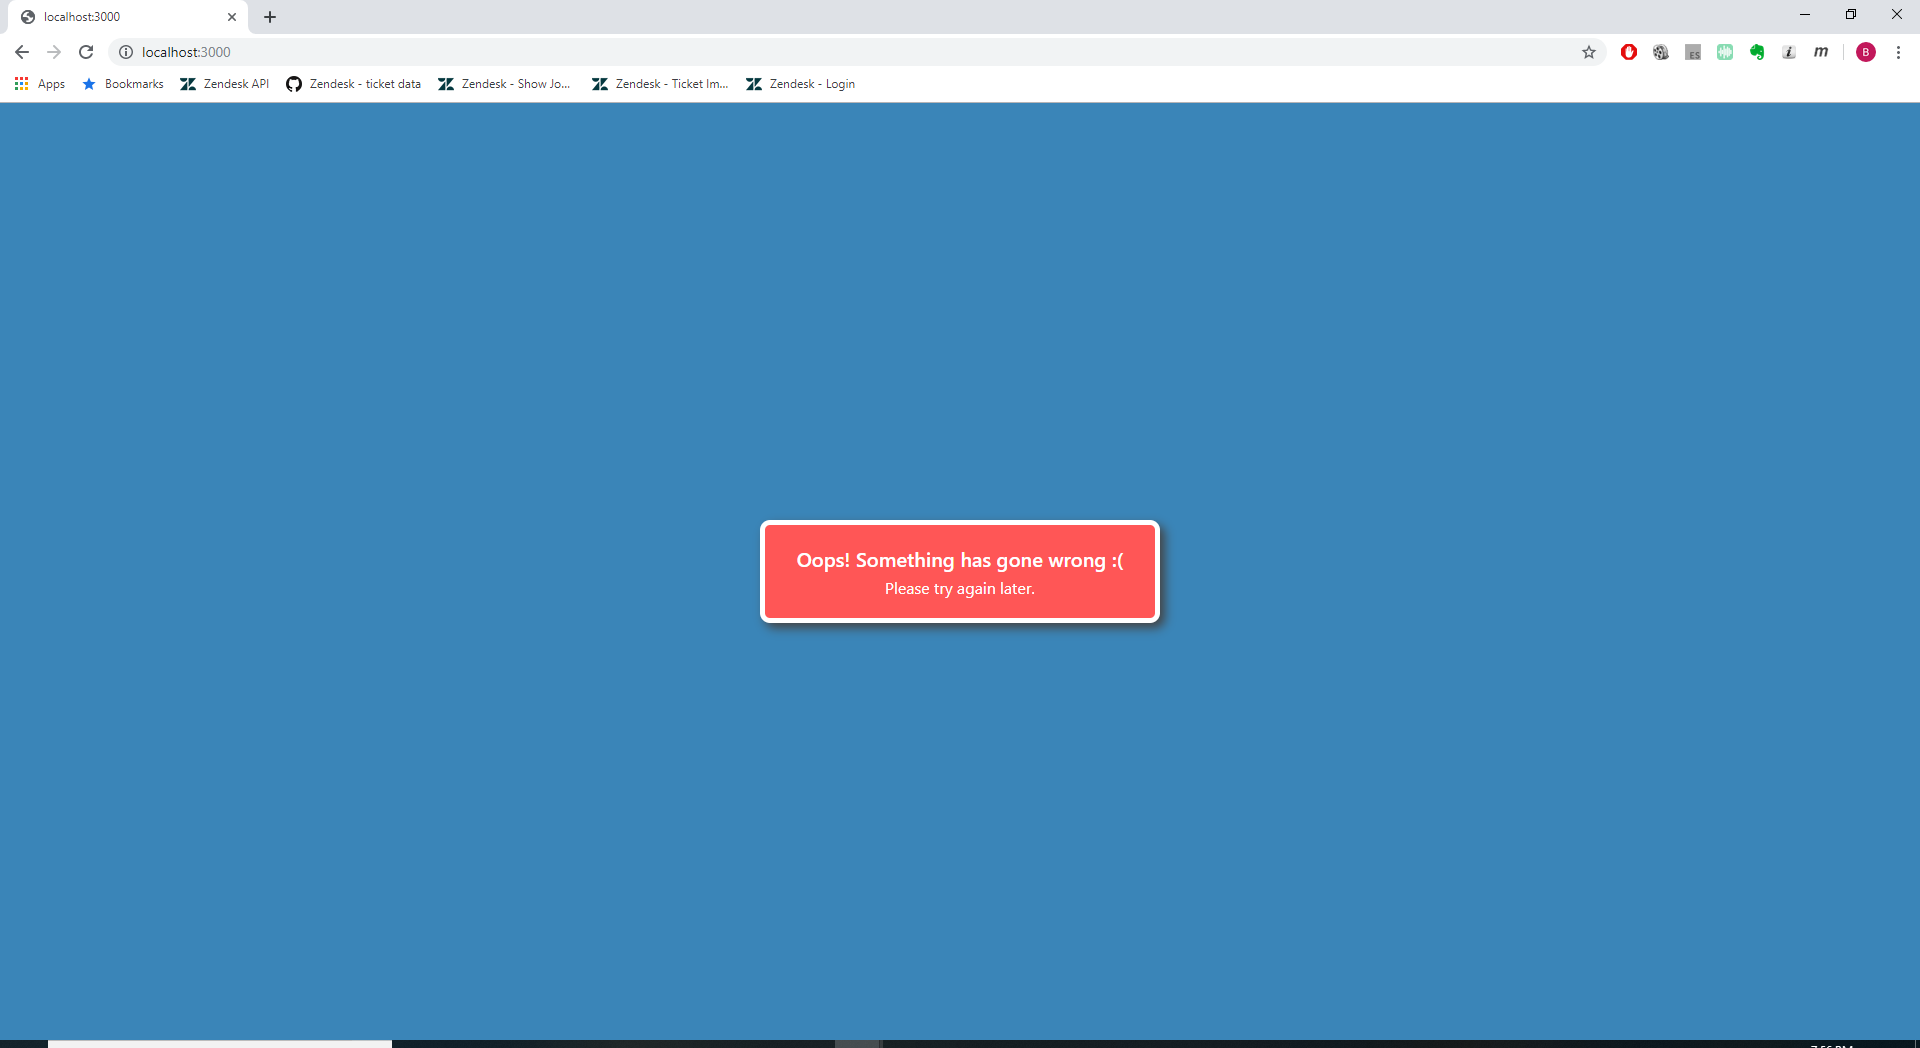 localhost:3000
localhost:3000
Apps Bookmarks Zendesk API Zendesk - ticket data Zendesk - Show Jo... Zendesk - Ticket Im... Zendesk - Login
ES
i
m
B
Oops! Something has gone wrong :(
Please try again later.